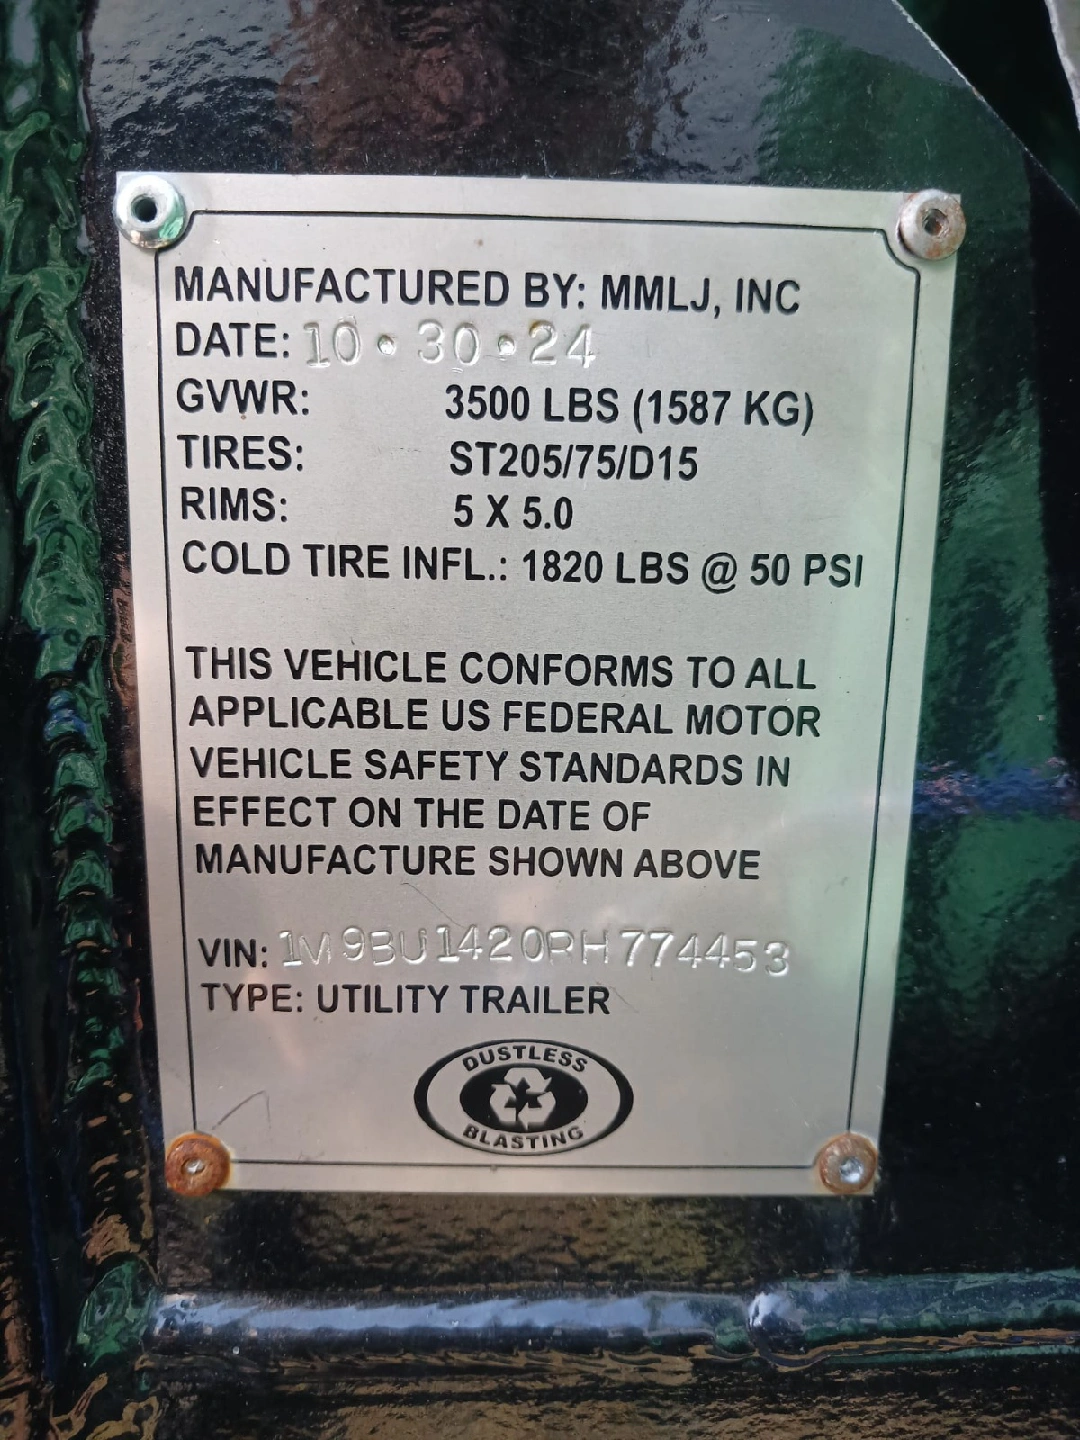 MANUFACTURED BY: MMLJ, INC
DATE: 10 • 30 • 24
GVWR: 3500 LBS (1587 KG)
TIRES: ST205/75/D15
RIMS: 5 X 5.0
COLD TIRE INFL.: 1820 LBS @ 50 PSI
THIS VEHICLE CONFORMS TO ALL
APPLICABLE US FEDERAL MOTOR
VEHICLE SAFETY STANDARDS IN
EFFECT ON THE DATE OF
MANUFACTURE SHOWN ABOVE
VIN: 1M9BU1420RH774453
TYPE: UTILITY TRAILER
DUSTLESS
BLASTING